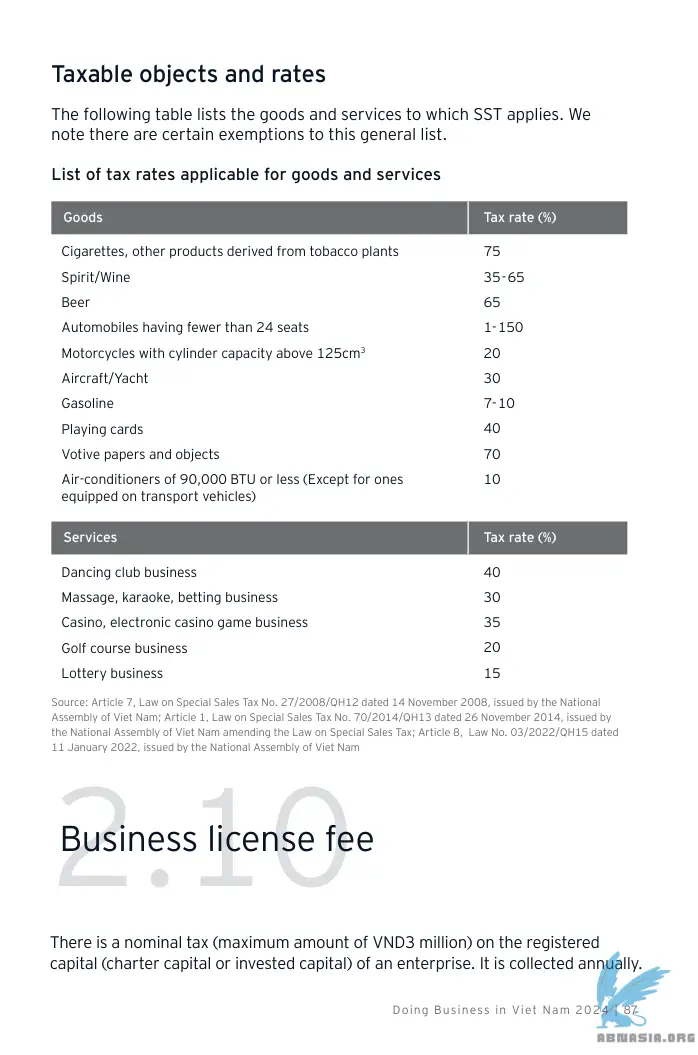 Taxable objects and rates
The following table lists the goods and services to which SST applies. We
note there are certain exemptions to this general list.
List of tax rates applicable for goods and services
Goods Tax rate (%)
Cigarettes, other products derived from tobacco plants 75
Spirit/Wine 35-65
Beer 65
Automobiles having fewer than 24 seats 1-150
Motorcycles with cylinder capacity above 125cm³ 20
Aircraft/Yacht 30
Gasoline 7-10
Playing cards 40
Votive papers and objects 70
Air-conditioners of 90,000 BTU or less (Except for ones 10
equipped on transport vehicles)
Services Tax rate (%)
Dancing club business 40
Massage, karaoke, betting business 30
Casino, electronic casino game business 35
Golf course business 20
Lottery business 15
Source: Article 7, Law on Special Sales Tax No. 27/2008/QH12 dated 14 November 2008, issued by the National
Assembly of Viet Nam; Article 1, Law on Special Sales Tax No. 70/2014/QH13 dated 26 November 2014, issued by
the National Assembly of Viet Nam amending the Law on Special Sales Tax; Article 8, Law No. 03/2022/QH15 dated
11 January 2022, issued by the National Assembly of Viet Nam
2.10
Business license fee
There is a nominal tax (maximum amount of VND3 million) on the registered
capital (charter capital or invested capital) of an enterprise. It is collected annually.
Doing Business in Viet Nam 2024 | 87
ABMASIA.ORG